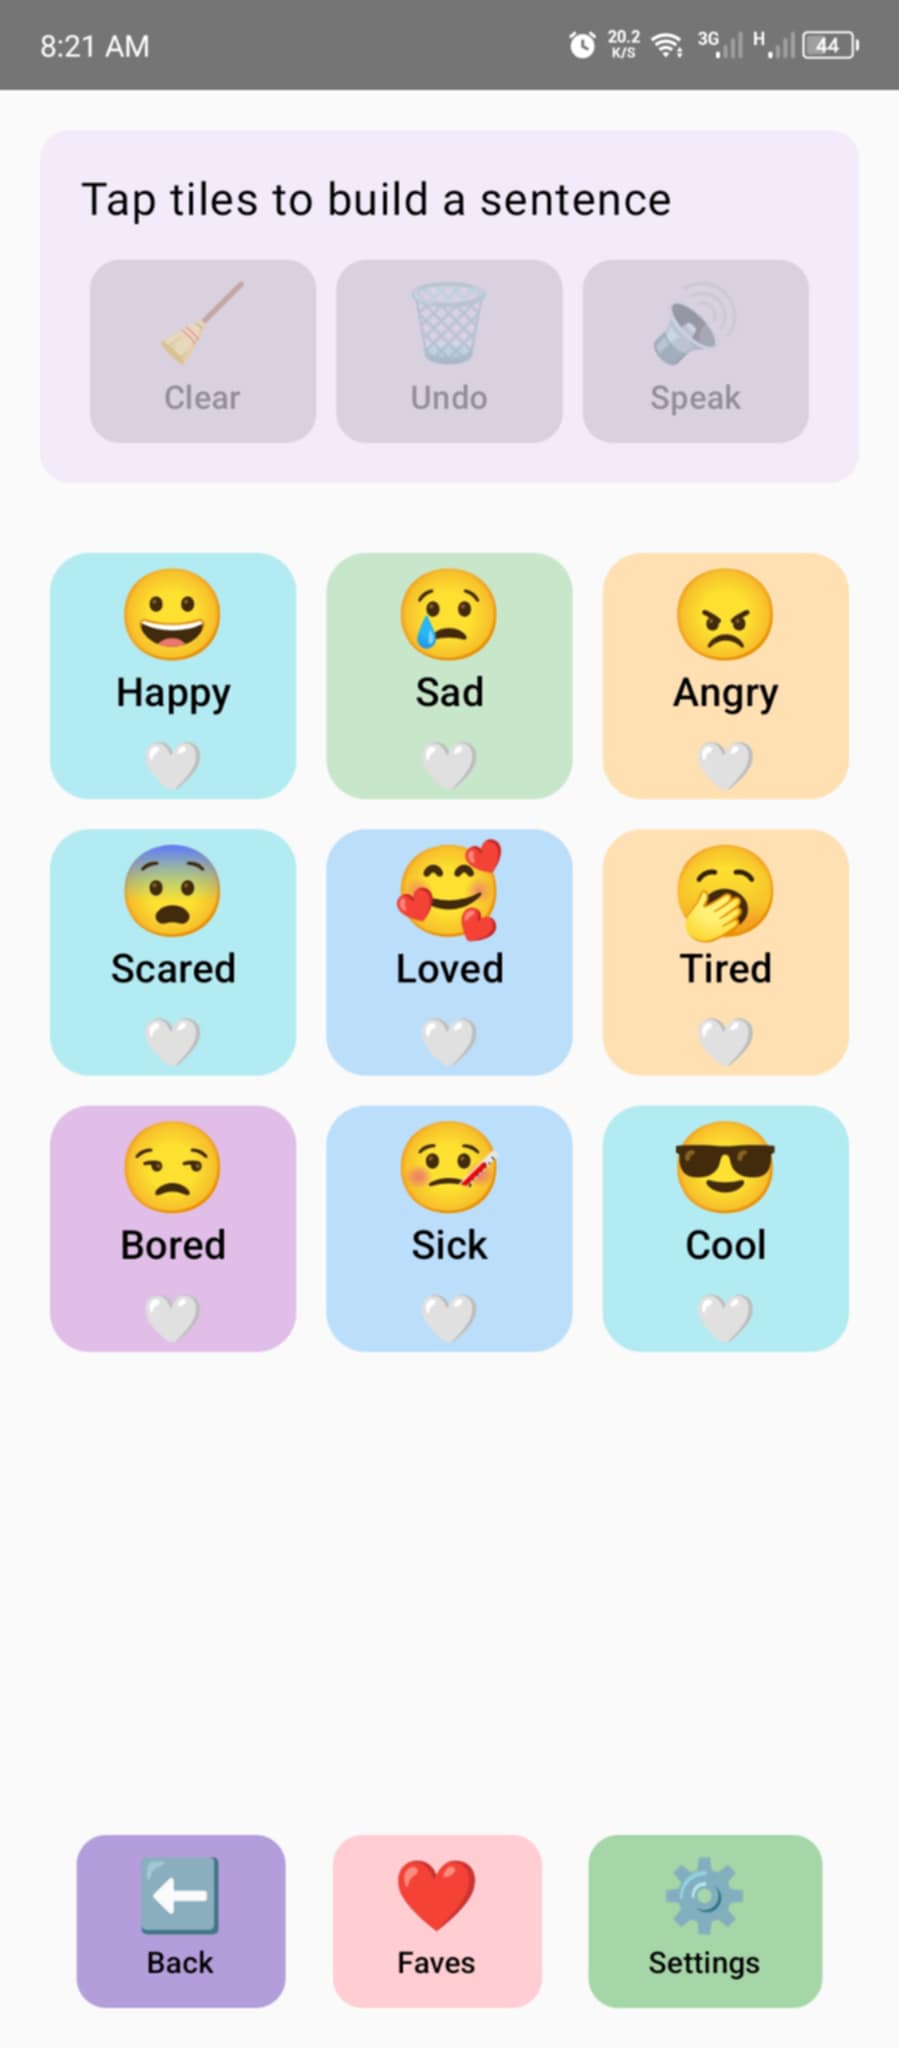 8:21 AM
20.2 K/S 3G H 44
Tap tiles to build a sentence
Clear Undo Speak
Happy Sad Angry
Scared Loved Tired
Bored Sick Cool
Back Faves Settings